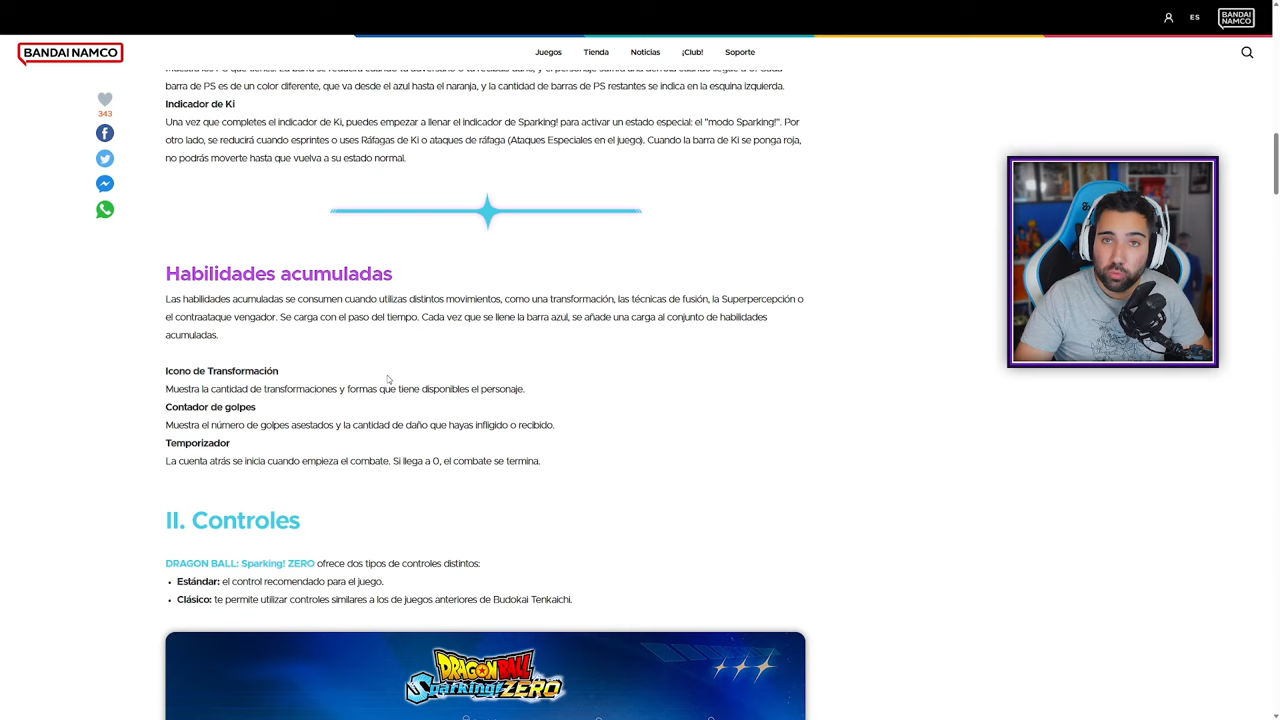 ES
BANDAI NAMCO
BANDAI NAMCO
Juegos Tienda Noticias ¡Club! Soporte
barra de PS es de un color diferente, que va desde el azul hasta el naranja, y la cantidad de barras de PS restantes se indica en la esquina izquierda.
Indicador de Ki
Una vez que completes el indicador de Ki, puedes empezar a llenar el indicador de Sparking! para activar un estado especial: el "modo Sparking!". Por
otro lado, se reducirá cuando esprintes o uses Ráfagas de Ki o ataques de ráfaga (Ataques Especiales en el juego). Cuando la barra de Ki se ponga roja,
no podrás moverte hasta que vuelva a su estado normal.
343
Habilidades acumuladas
Las habilidades acumuladas se consumen cuando utilizas distintos movimientos, como una transformación, las técnicas de fusión, la Superpercepción o
el contraataque vengador. Se carga con el paso del tiempo. Cada vez que se llene la barra azul, se añade una carga al conjunto de habilidades
acumuladas.
Icono de Transformación
Muestra la cantidad de transformaciones y formas que tiene disponibles el personaje.
Contador de golpes
Muestra el número de golpes asestados y la cantidad de daño que hayas infligido o recibido.
Temporizador
La cuenta atrás se inicia cuando empieza el combate. Si llega a 0, el combate se termina.
II. Controles
DRAGON BALL: Sparking! ZERO ofrece dos tipos de controles distintos:
• Estándar: el control recomendado para el juego.
• Clásico: te permite utilizar controles similares a los de juegos anteriores de Budokai Tenkaichi.
DRAGON BALL
Sparking! ZERO